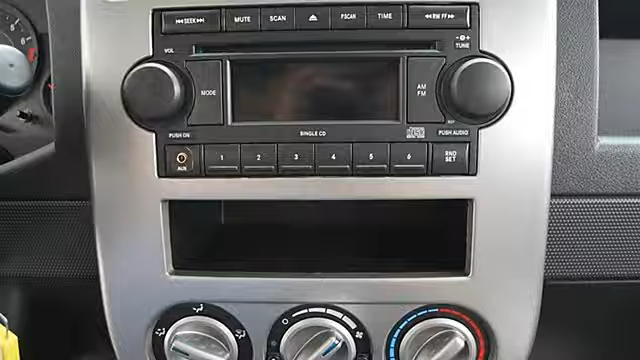 SEEK MUTE SCAN PSCAN TIME RW FF
VOL TUNE
MODE AM
FM
PUSH ON SINGLE CD PUSH AUDIO
AUX 1 2 3 4 5 6 RND
SET